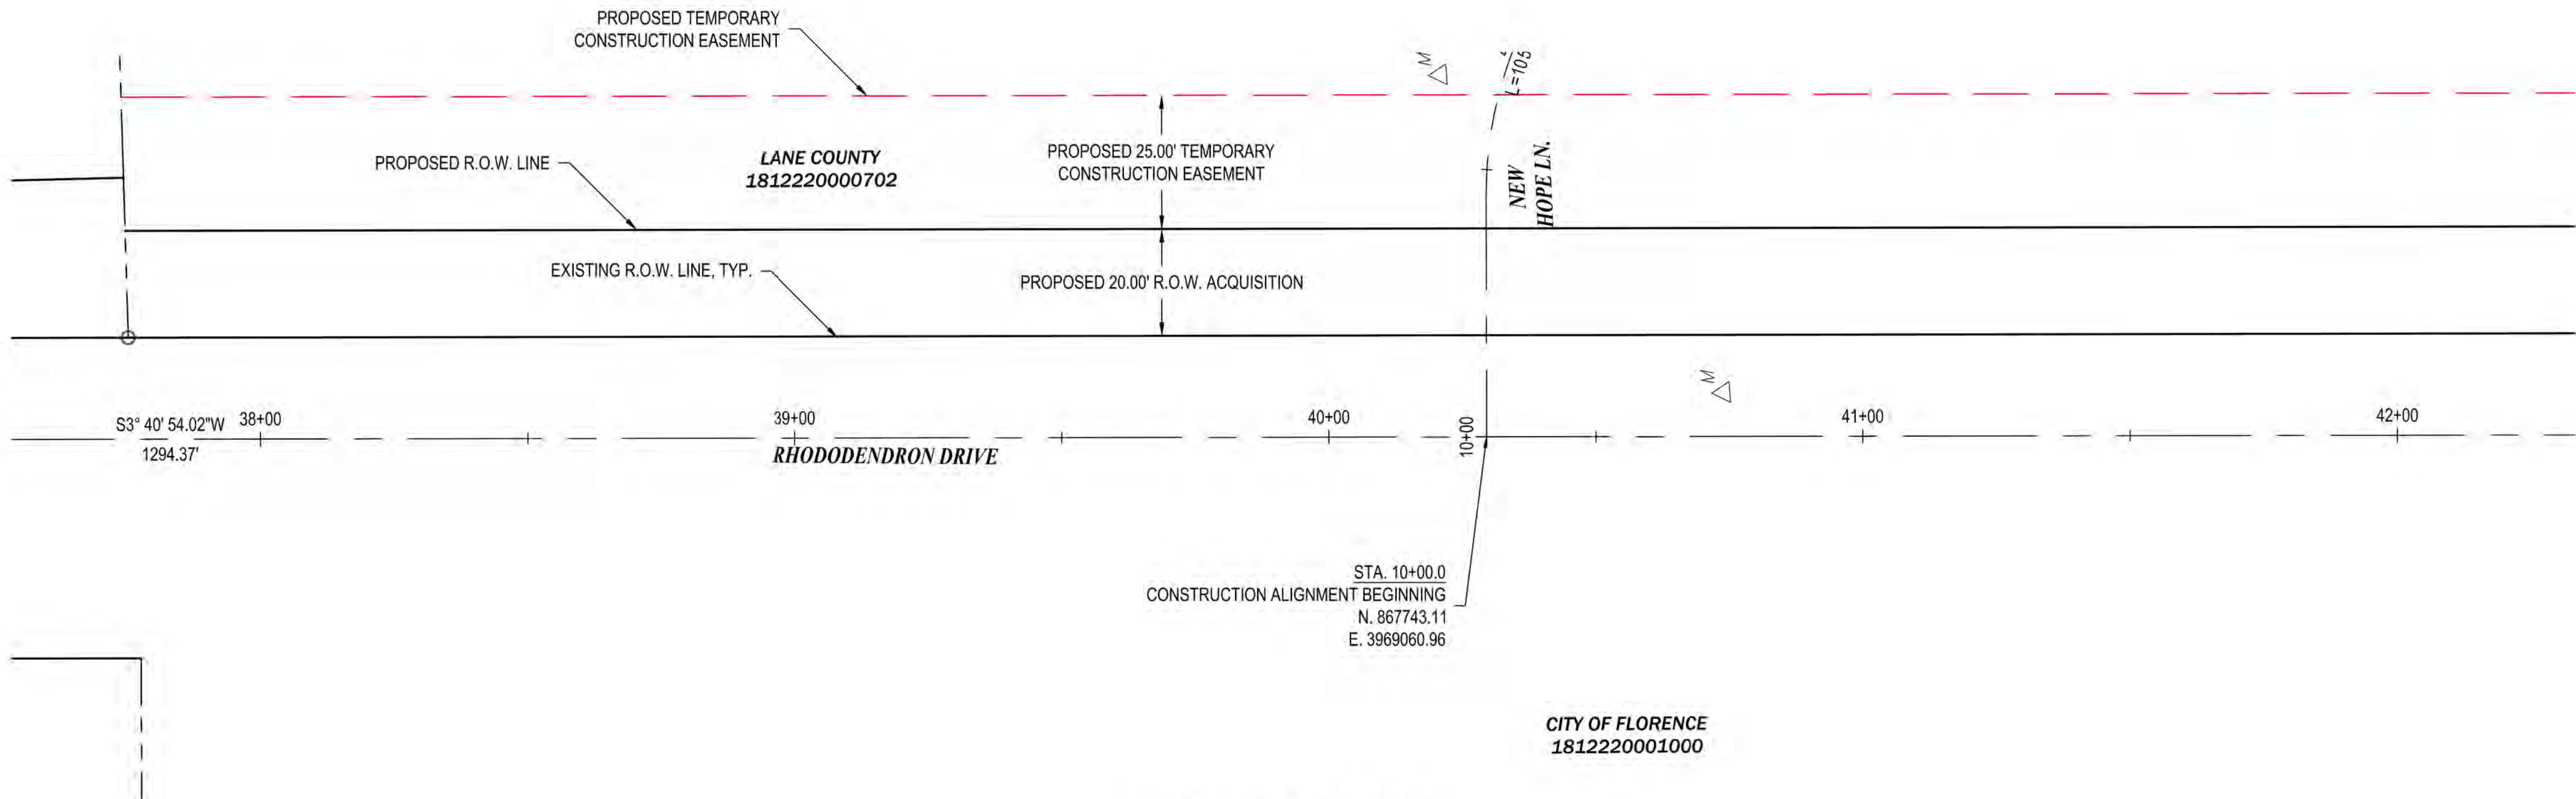 PROPOSED TEMPORARY
CONSTRUCTION EASEMENT
M
L=105
PROPOSED R.O.W. LINE
LANE COUNTY
1812220000702
PROPOSED 25.00' TEMPORARY
CONSTRUCTION EASEMENT
NEW
HOPE LN.
EXISTING R.O.W. LINE, TYP.
PROPOSED 20.00' R.O.W. ACQUISITION
M
S3° 40' 54.02"W
1294.37'
38+00
39+00
40+00
10+00
41+00
42+00
RHODODENDRON DRIVE
STA. 10+00.0
CONSTRUCTION ALIGNMENT BEGINNING
N. 867743.11
E. 3969060.96
CITY OF FLORENCE
1812220001000